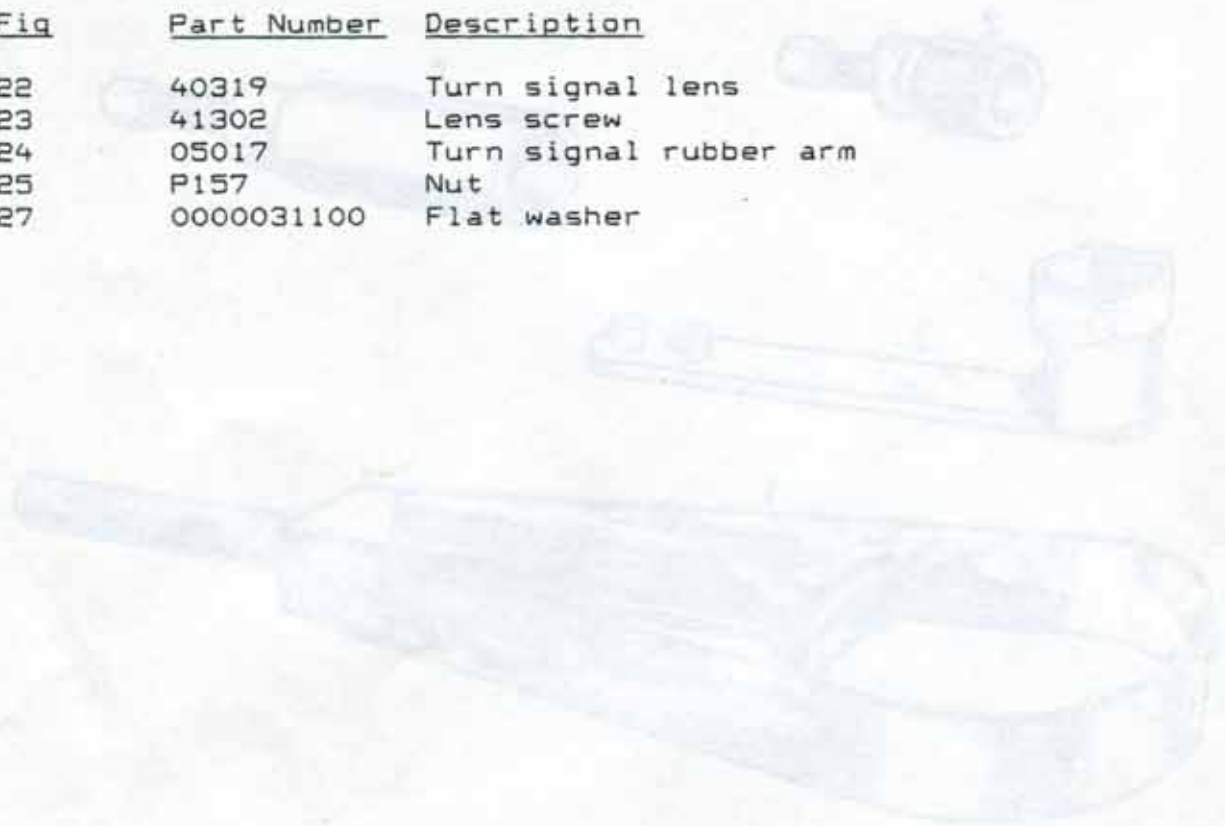 Fig Part Number Description
22 40319 Turn signal lens
23 41302 Lens screw
24 05017 Turn signal rubber arm
25 P157 Nut
27 0000031100 Flat washer